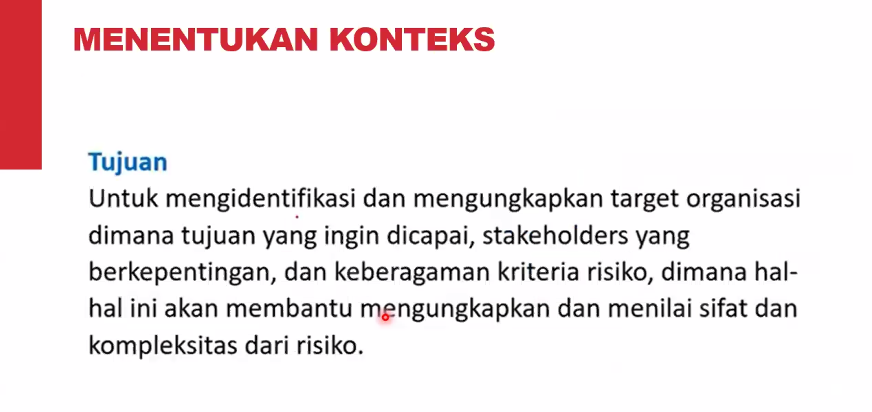 MENENTUKAN KONTEKS
Tujuan
Untuk mengidentifikasi dan mengungkapkan target organisasi
dimana tujuan yang ingin dicapai, stakeholders yang
berkepentingan, dan keberagaman kriteria risiko, dimana hal-
hal ini akan membantu mengungkapkan dan menilai sifat dan
kompleksitas dari risiko.